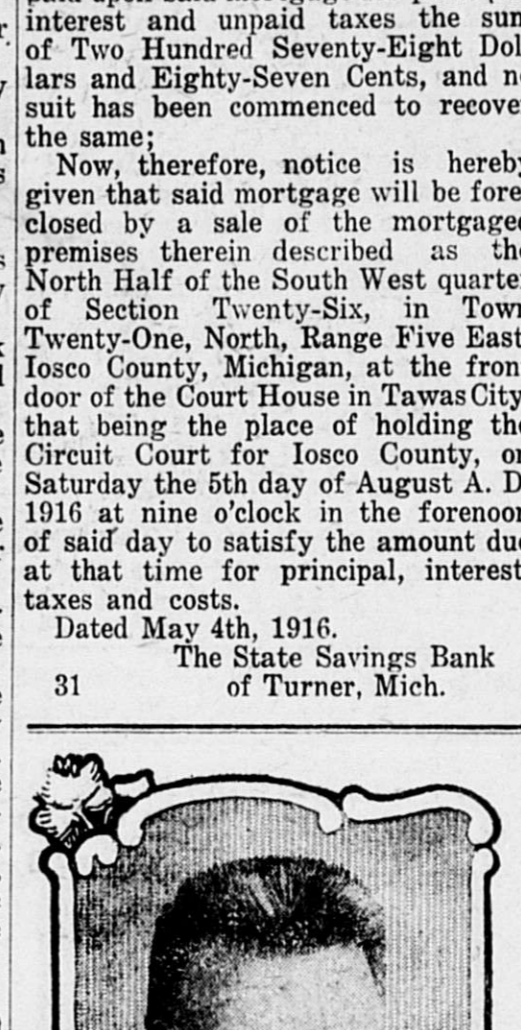 interest and unpaid taxes the sum
of Two Hundred Seventy-Eight Dol
lars and Eighty-Seven Cents, and n
suit has been commenced to recove
the same;
Now, therefore, notice is hereby
given that said mortgage will be fore
closed by a sale of the mortgaged
premises therein described as the
North Half of the South West quarte
of Section Twenty-Six, in Town
Twenty-One, North, Range Five East
Iosco County, Michigan, at the fron
door of the Court House in Tawas City
that being the place of holding the
Circuit Court for Iosco County, on
Saturday the 5th day of August A. D
1916 at nine o'clock in the forenoon
of said day to satisfy the amount due
at that time for principal, interest
taxes and costs.
Dated May 4th, 1916.
The State Savings Bank
31 of Turner, Mich.